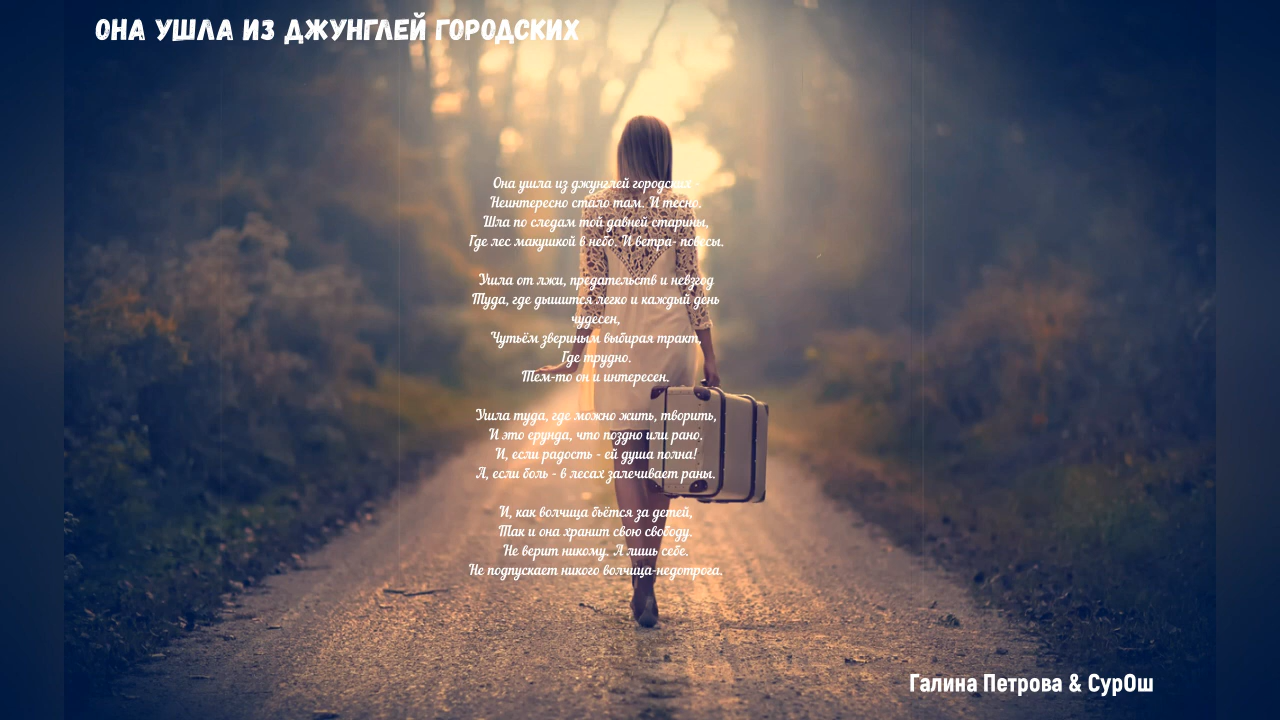 ОНА УШЛА ИЗ ДЖУНГЛЕЙ ГОРОДСКИХ
Она ушла из джунглей городских -
Неинтересно стало там. И тесно.
Шла по следам той давней старины,
Где лес макушкой в небо. И ветра- повесы.
Ушла от лжи, предательств и невзгод
Туда, где дышится легко и каждый день
чудесен,
Чутьём звериным выбирая тракт,
Где трудно.
Тем-то он и интересен.
Ушла туда, где можно жить, творить,
И это ерунда, что поздно или рано.
И, если радость - ей душа полна!
А, если боль - в лесах залечивает раны.
И, как волчица бьётся за детей,
Так и она хранит свою свободу.
Не верит никому. А лишь себе.
Не подпускает никого волчица-недотрога.
Галина Петрова & СурОш